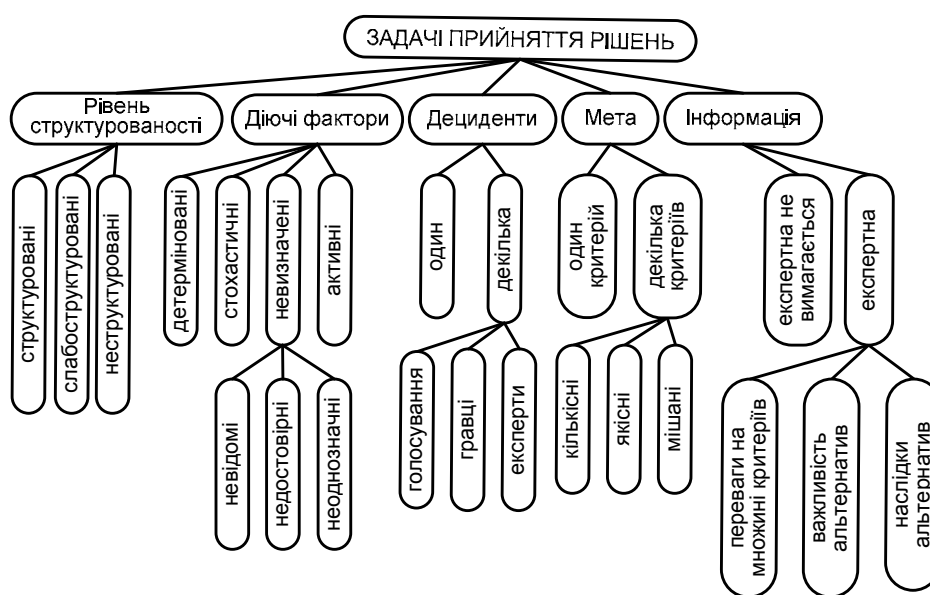 ЗАДАЧІ ПРИЙНЯТТЯ РІШЕНЬ
Рівень
структурованості
Діючі фактори
Дециденти
Мета
Інформація
структуровані
слабоструктуровані
неструктуровані
детерміновані
стохастичні
невизначені
активні
один
декілька
один
критерій
декілька
критеріїв
експертна не
вимагається
експертна
невідомі
недостовірні
неоднозначні
голосування
гравці
експерти
кількісні
якісні
мішані
переваги на
множині критеріїв
важливість
альтернатив
наслідки
альтернатив